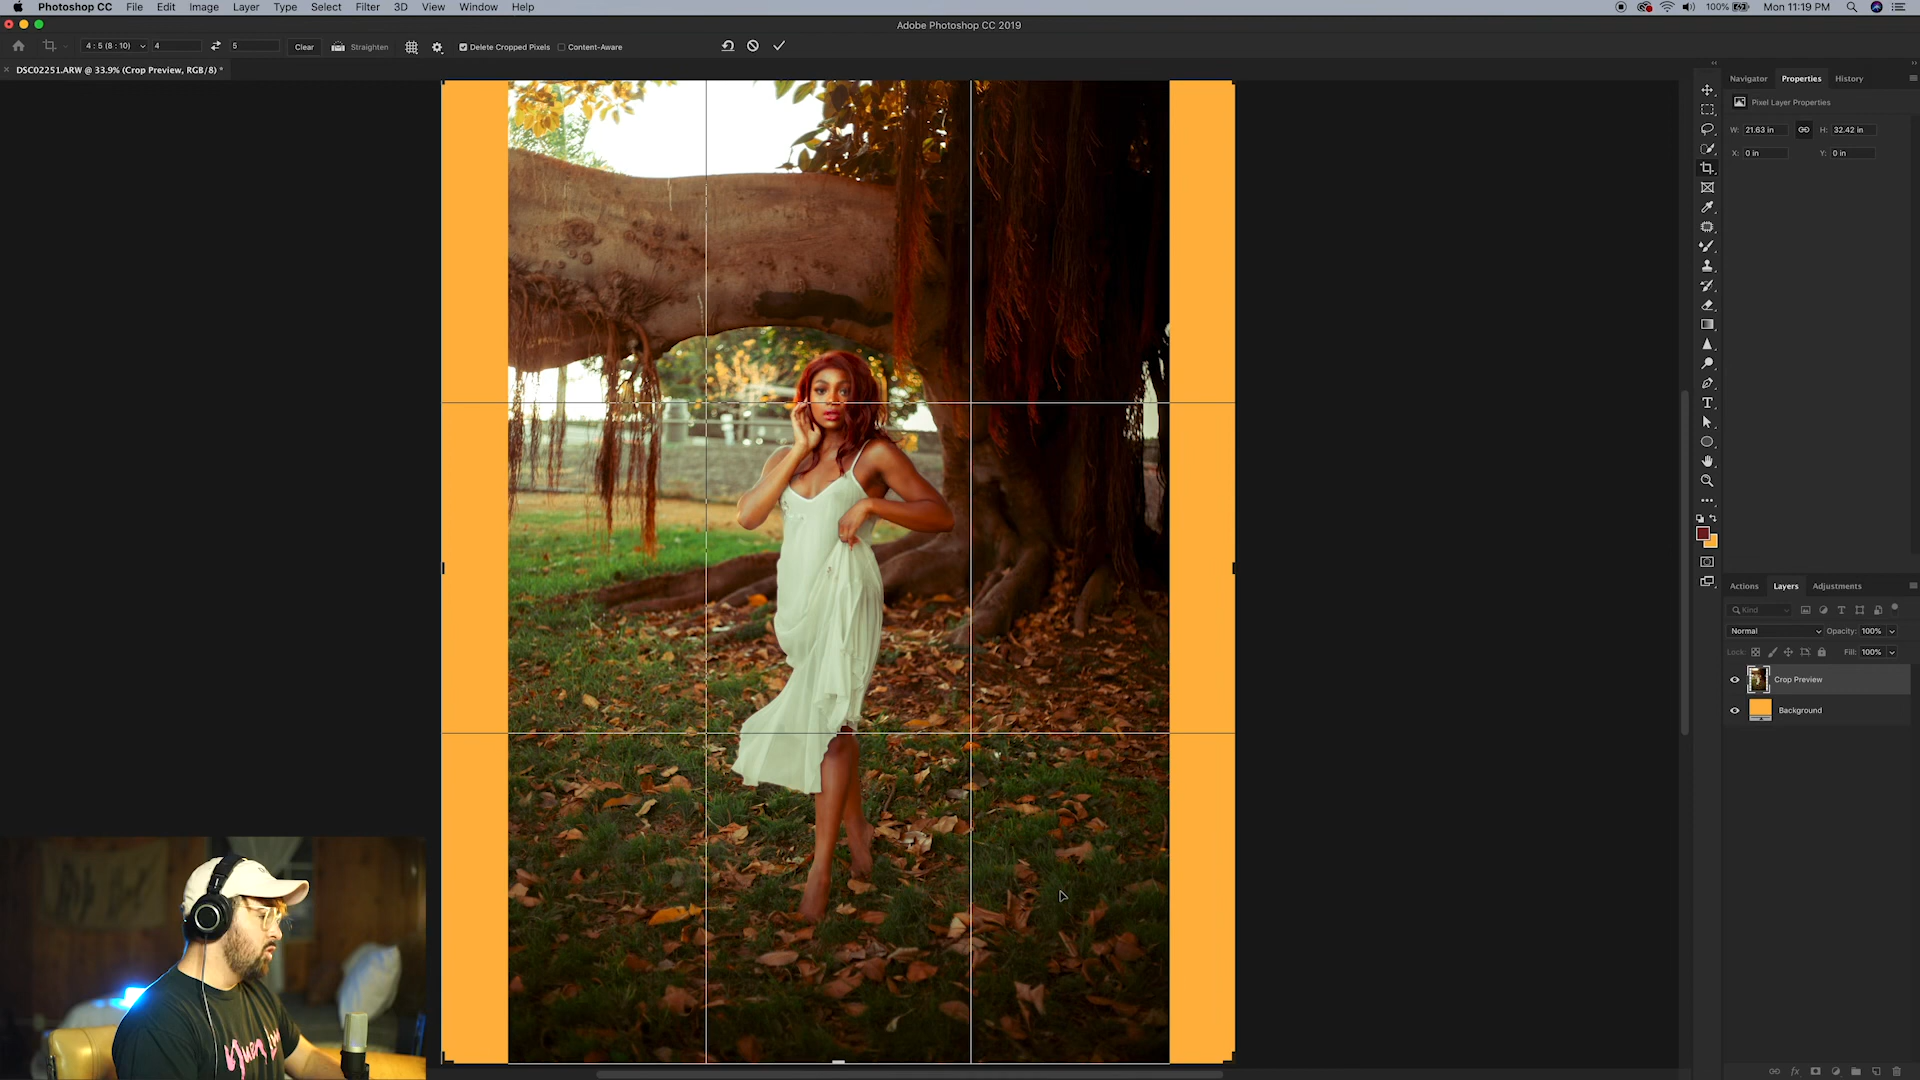 Photoshop CC File Edit Image Layer Type Select Filter 3D View Window Help 100% Mon 11:19 PM
Adobe Photoshop CC 2019
4 : 5 (8 : 10) 4 5 Clear Straighten Delete Cropped Pixels Content-Aware
DSC02251.ARW @ 33.9% (Crop Preview, RGB/8) *
Navigator Properties History
Pixel Layer Properties
W: 21.63 in H: 32.42 in
X: 0 in Y: 0 in
Actions Layers Adjustments
Kind
Normal Opacity: 100%
Lock: Fill: 100%
Crop Preview
Background